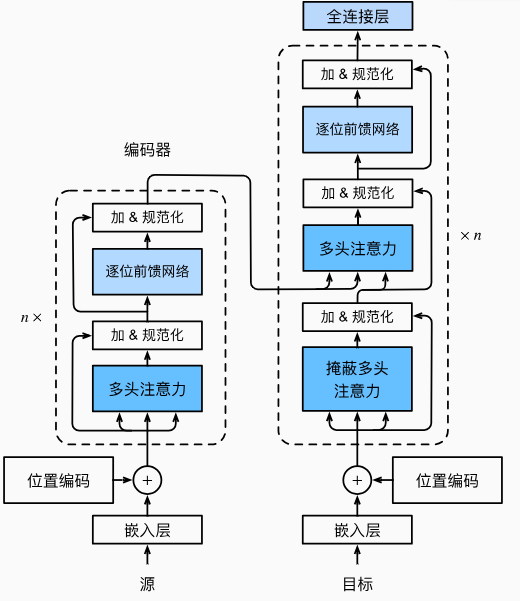 全连接层
加 & 规范化
逐位前馈网络
加 & 规范化
多头注意力
加 & 规范化
掩蔽多头
注意力
× n
编码器
加 & 规范化
逐位前馈网络
加 & 规范化
多头注意力
n ×
位置编码
+
嵌入层
源
+
位置编码
嵌入层
目标